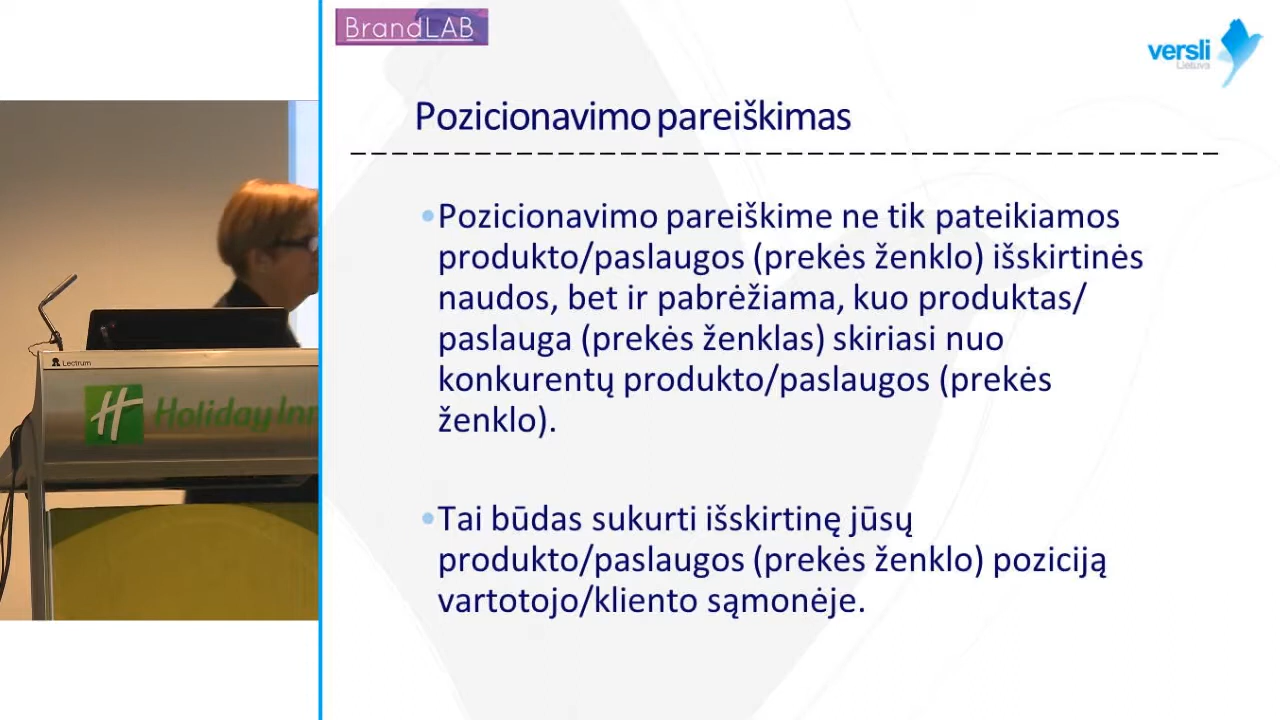 BrandLAB
versli
Lietuva
Pozicionavimo pareiškimas
•Pozicionavimo pareiškime ne tik pateikiamos
produkto/paslaugos (prekės ženklo) išskirtinės
naudos, bet ir pabrėžiama, kuo produktas/
paslauga (prekės ženklas) skiriasi nuo
konkurentų produkto/paslaugos (prekės
ženklo).
•Tai būdas sukurti išskirtinę jūsų
produkto/paslaugos (prekės ženklo) poziciją
vartotojo/kliento sąmonėje.
Lectrum
H Holiday Inn